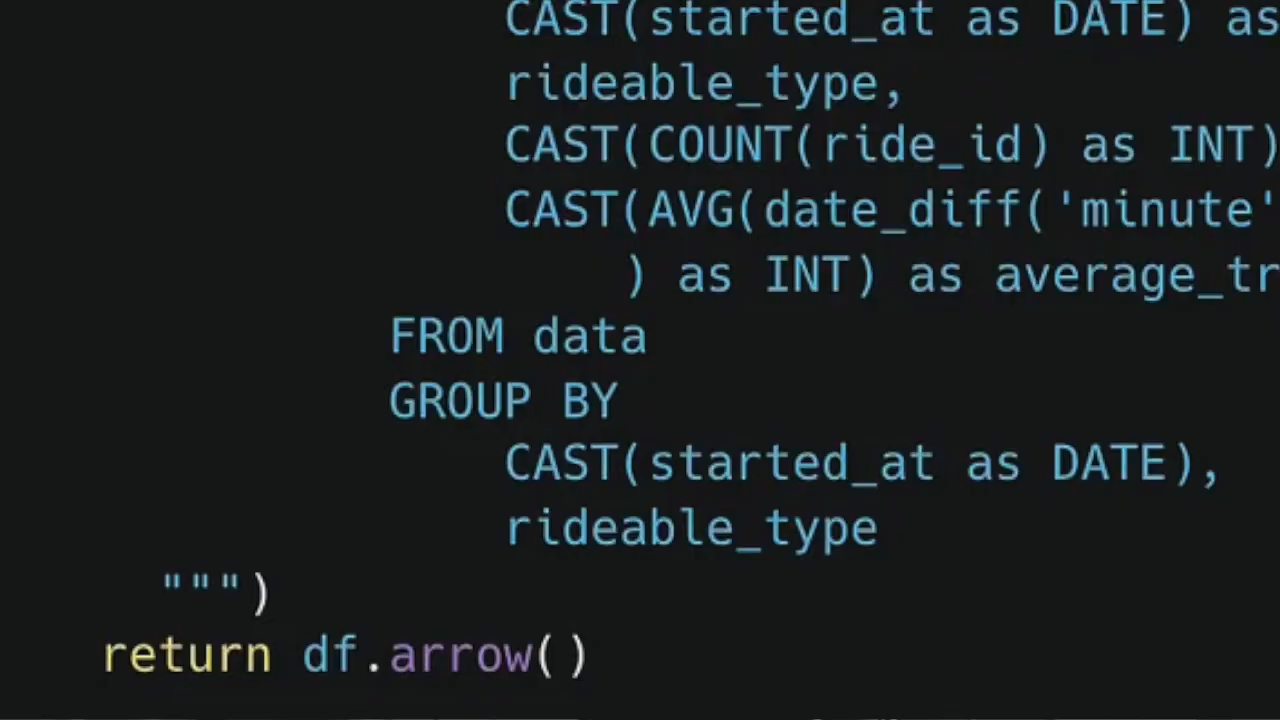 CAST(started_at as DATE) as
rideable_type,
CAST(COUNT(ride_id) as INT)
CAST(AVG(date_diff('minute'
) as INT) as average_tr
FROM data
GROUP BY
CAST(started_at as DATE),
rideable_type
""")
return df.arrow()